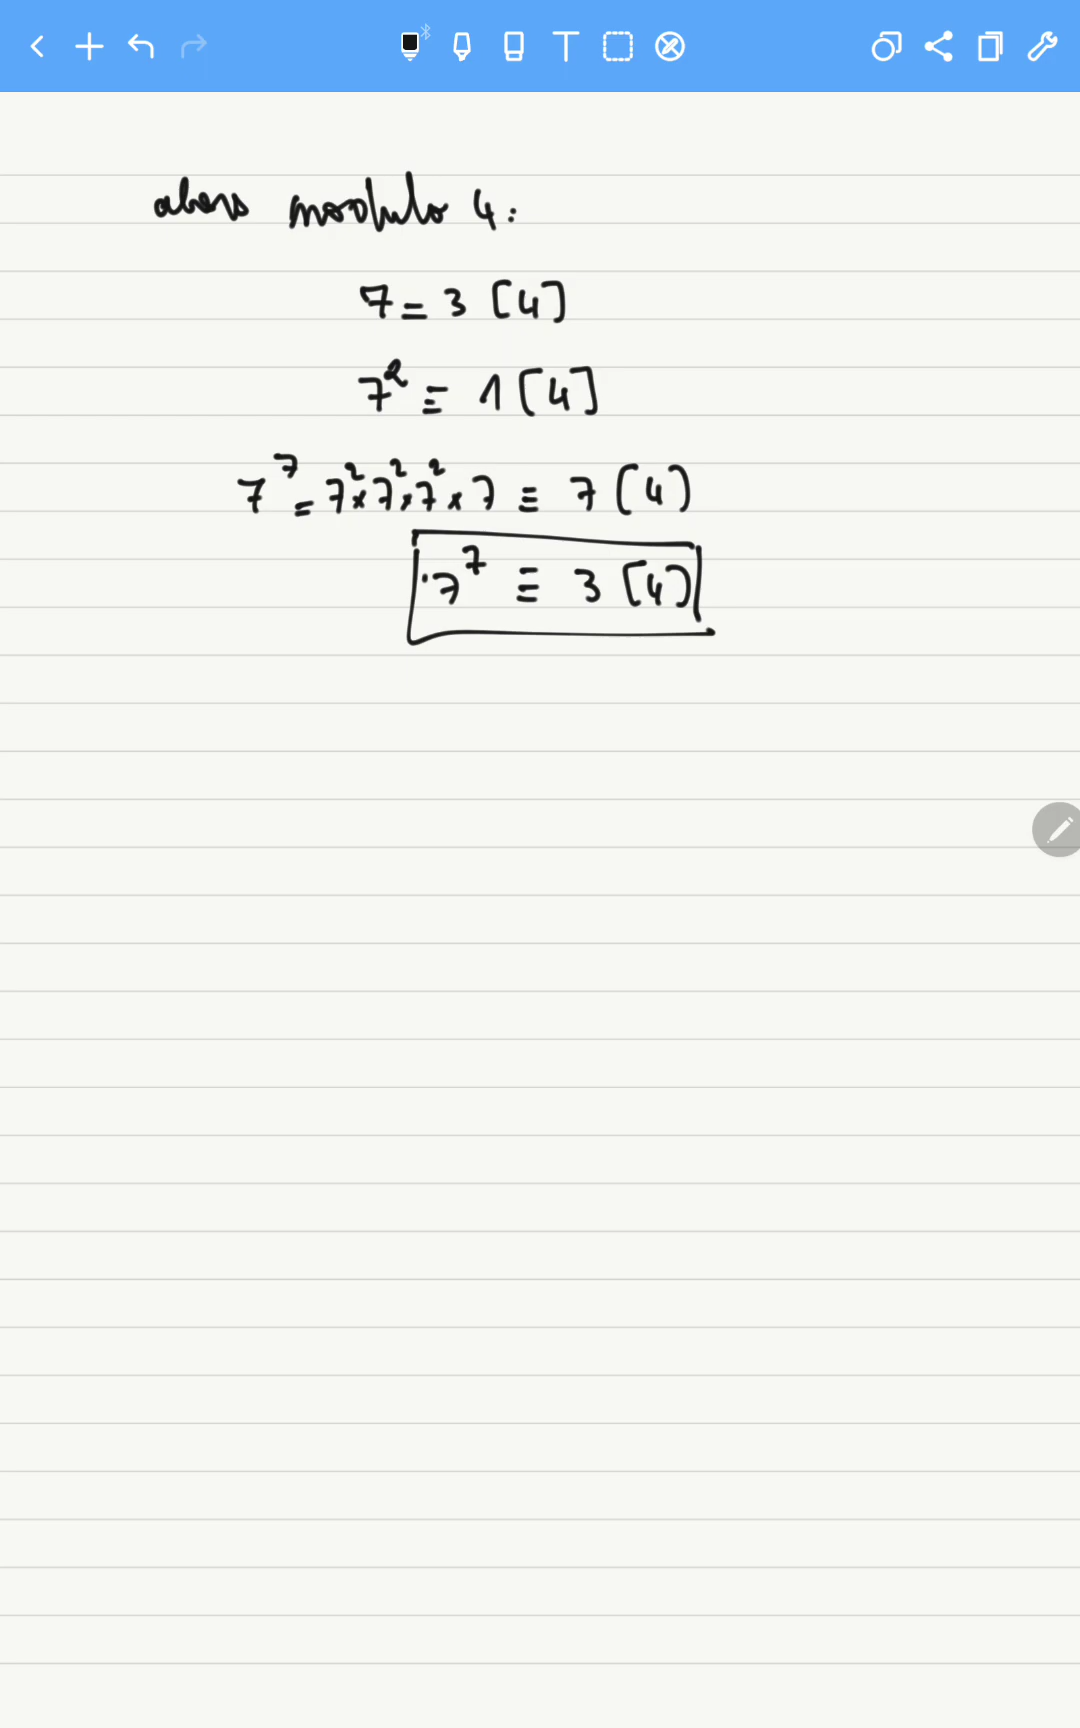 alors modulo 4 :
7 = 3 [4]
7² ≡ 1 [4]
7⁷ = 7² × 7² × 7² × 7 ≡ 7 [4]
7⁷ ≡ 3 [4]